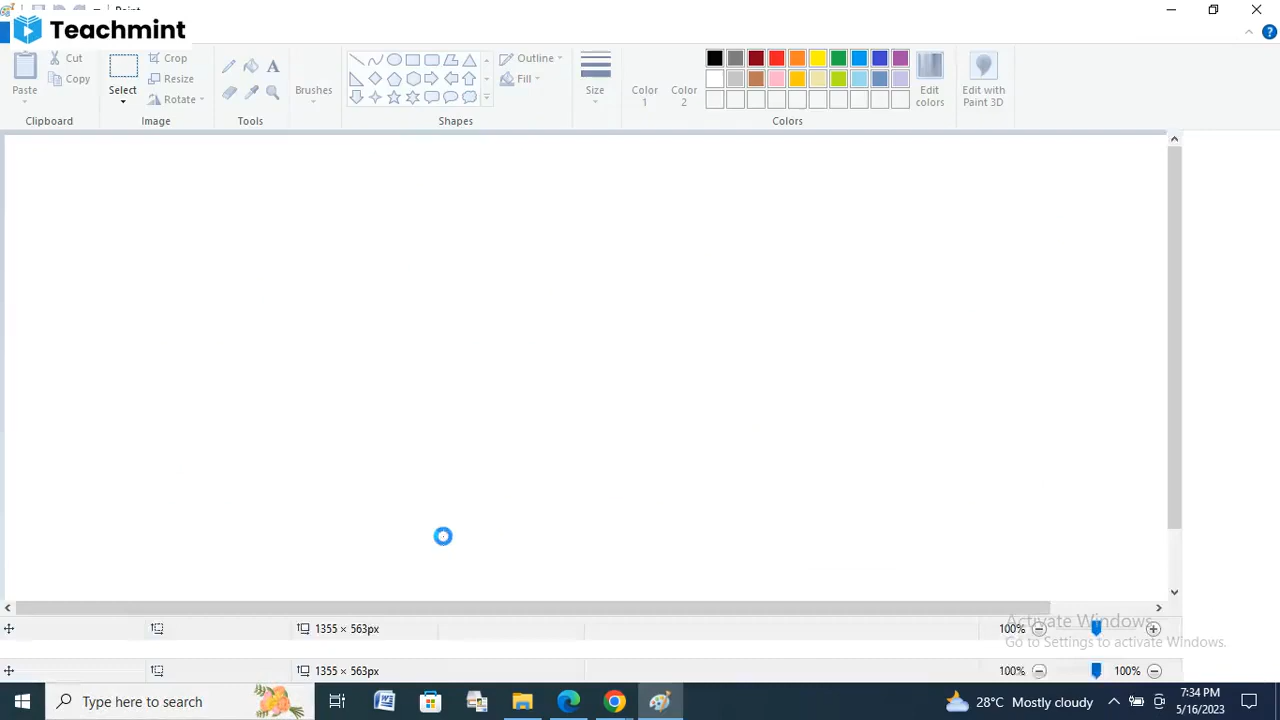 Teachmint
Cut
Copy
Paste
Clipboard
Select
Crop
Resize
Rotate
Image
A
Tools
Brushes
Outline
Fill
Shapes
Size
Color
1
Color
2
Edit
colors
Colors
Edit with
Paint 3D
1355 × 563px
100%
Activate Windows
Go to Settings to activate Windows.
1355 × 563px
100%
100%
Type here to search
28°C Mostly cloudy
7:34 PM
5/16/2023